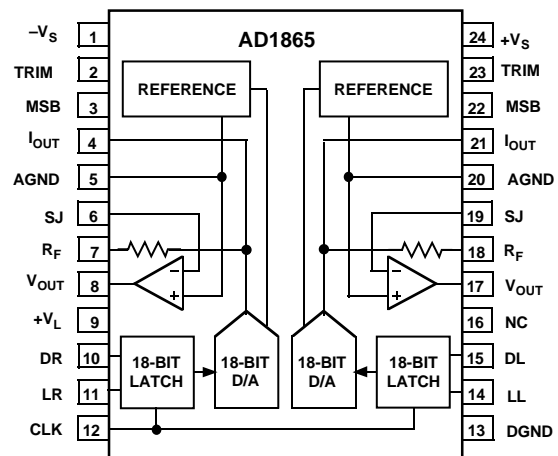 AD1865
–VS 1 24 +VS
TRIM 2 23 TRIM
REFERENCE REFERENCE
MSB 3 22 MSB
IOUT 4 21 IOUT
AGND 5 20 AGND
SJ 6 19 SJ
RF 7 18 RF
– –
VOUT 8 17 VOUT
+ +
+VL 9 16 NC
DR 10 15 DL
18-BIT LATCH 18-BIT D/A 18-BIT D/A 18-BIT LATCH
LR 11 14 LL
CLK 12 13 DGND